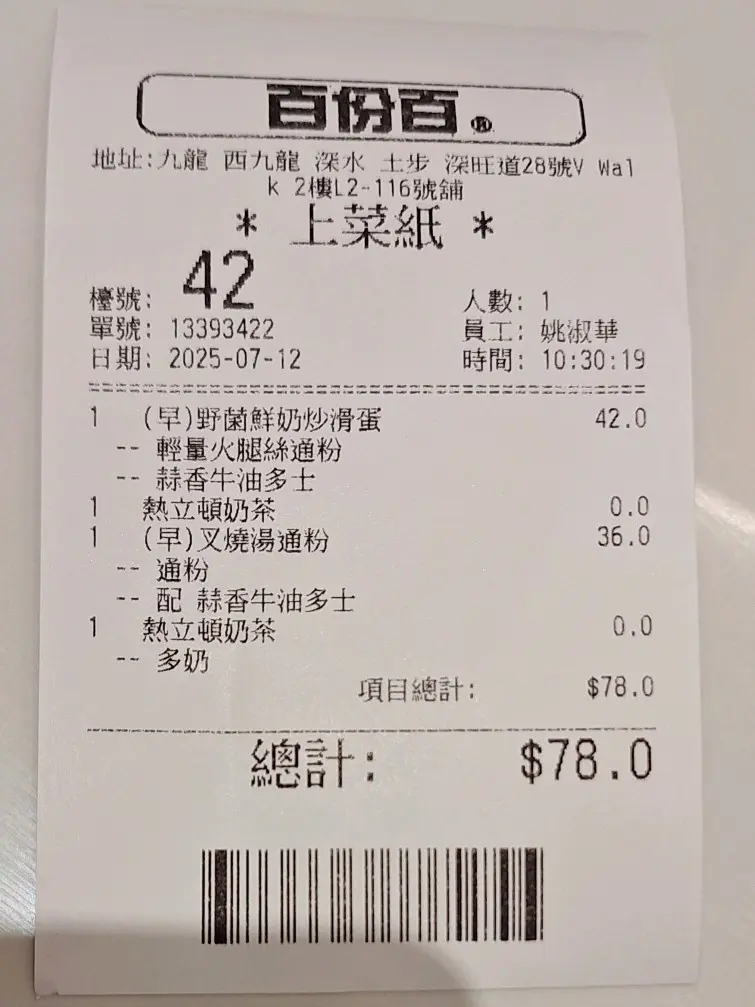 百份百®
地址:九龍 西九龍 深水 土步 深旺道28號V Wal
k 2樓L2-116號舖
* 上菜紙 *
檯號: 42 人數: 1
單號: 13393422 員工: 姚淑華
日期: 2025-07-12 時間: 10:30:19
1 (早)野菌鮮奶炒滑蛋 42.0
-- 輕量火腿絲通粉
-- 蒜香牛油多士
1 熱立頓奶茶 0.0
1 (早)叉燒湯通粉 36.0
-- 通粉
-- 配 蒜香牛油多士
1 熱立頓奶茶 0.0
-- 多奶
項目總計: $78.0
總計: $78.0